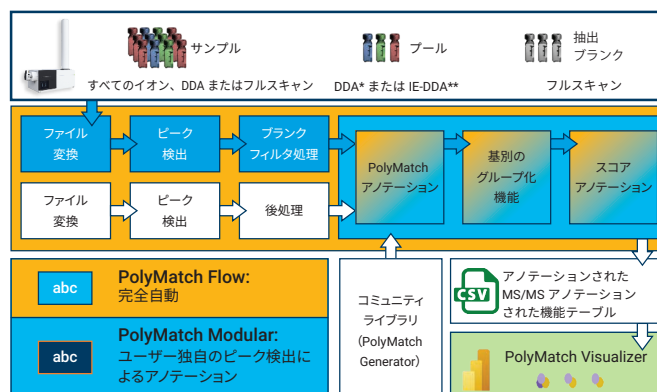 サンプル
プール
抽出
ブランク
すべてのイオン、DDA またはフルスキャン
DDA* または IE-DDA**
フルスキャン
ファイル
変換
ピーク
検出
ブランク
フィルタ処理
PolyMatch
アノテーション
基別の
グループ化
機能
スコア
アノテーション
ファイル
変換
ピーク
検出
後処理
abc
PolyMatch Flow:
完全自動
abc
PolyMatch Modular:
ユーザー独自のピーク検出に
よるアノテーション
コミュニティ
ライブラリ
(PolyMatch
Generator)
CSV
アノテーションされた
MS/MS アノテーション
された機能テーブル
PolyMatch Visualizer